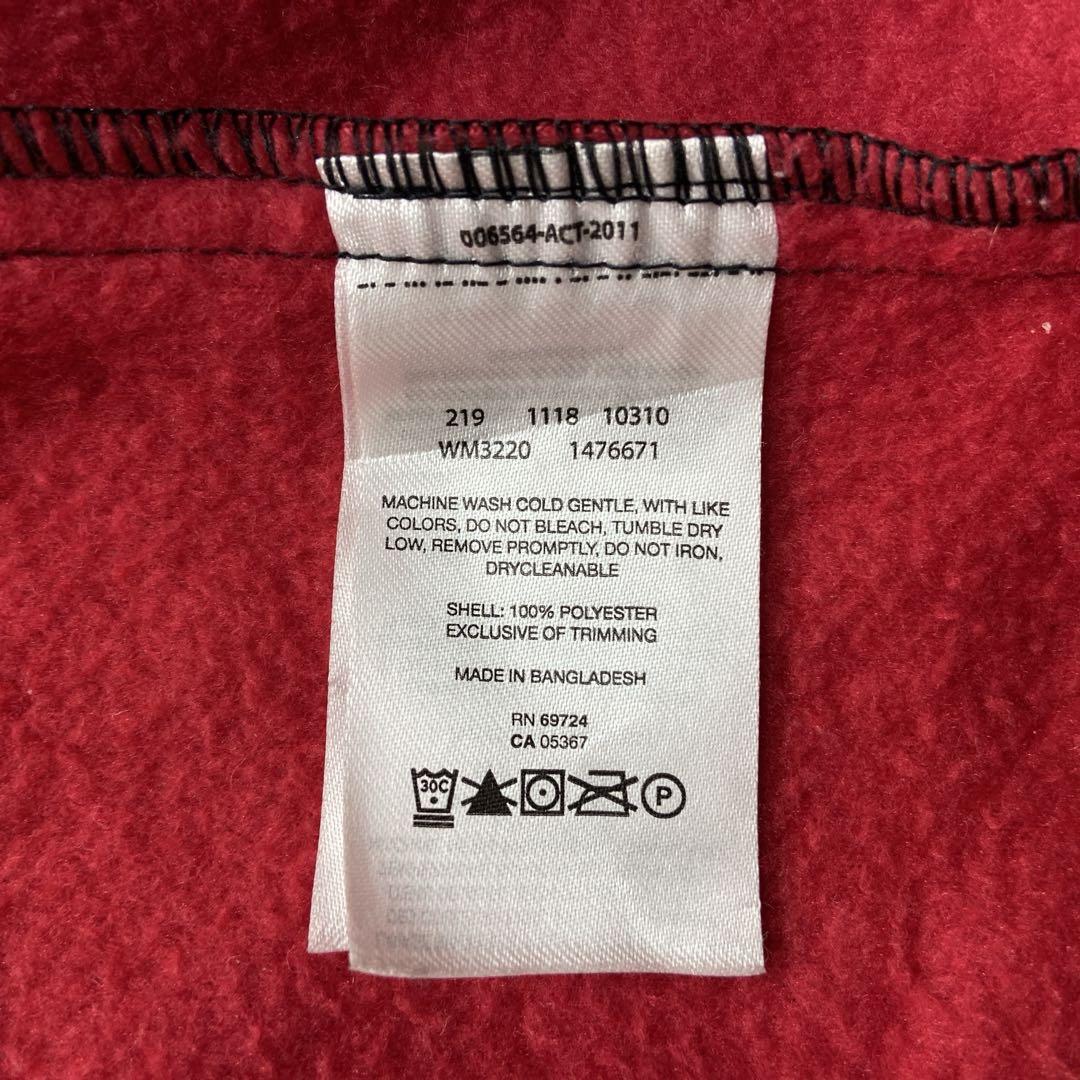 006564-ACT-2011
219 1118 10310
WM3220 1476671
MACHINE WASH COLD GENTLE, WITH LIKE
COLORS, DO NOT BLEACH, TUMBLE DRY
LOW, REMOVE PROMPTLY, DO NOT IRON,
DRYCLEANABLE
SHELL: 100% POLYESTER
EXCLUSIVE OF TRIMMING
MADE IN BANGLADESH
RN 69724
CA 05367
30C
P